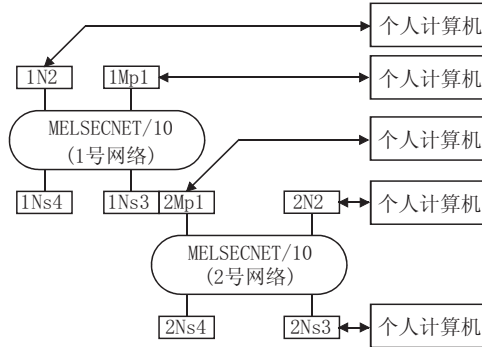 个人计算机
1N2
1Mp1
个人计算机
MELSECNET/10
(1号网络)
个人计算机
1Ns4
1Ns3
2Mp1
2N2
个人计算机
MELSECNET/10
(2号网络)
2Ns4
2Ns3
个人计算机